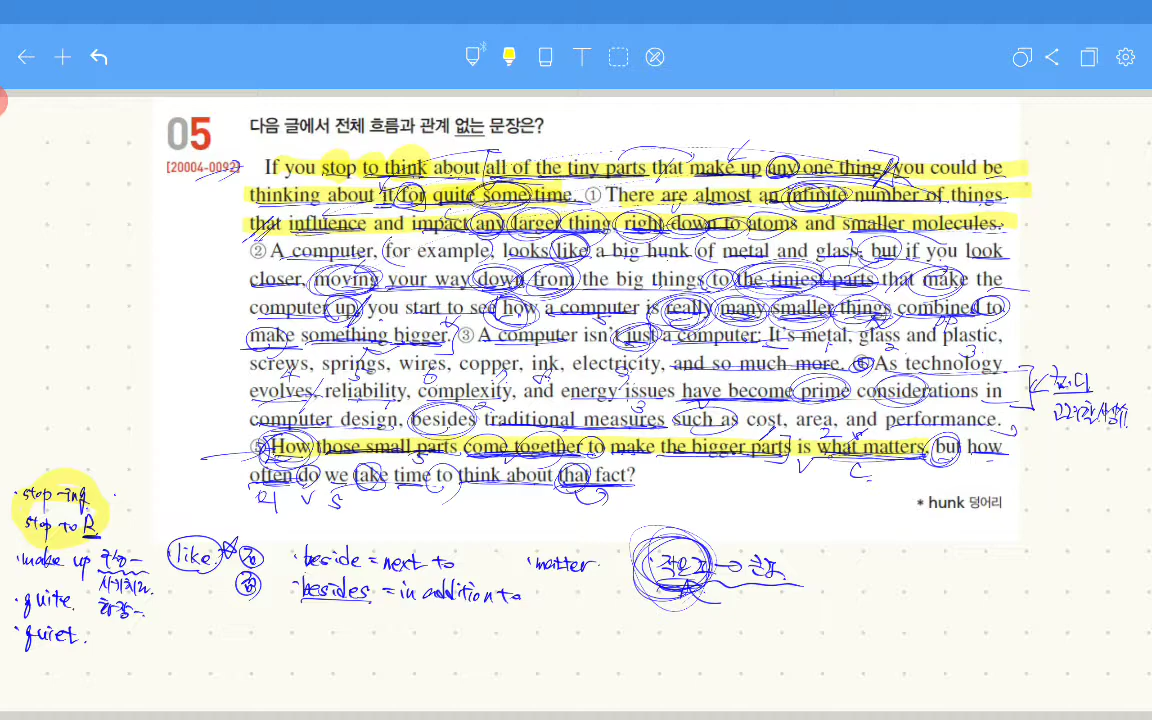 05 다음 글에서 전체 흐름과 관계 없는 문장은?
[20004-0092]
If you stop to think about all of the tiny parts that make up any one thing, you could be
thinking about it for quite some time. ① There are almost an infinite number of things
that influence and impact any larger thing, right down to atoms and smaller molecules.
② A computer, for example, looks like a big hunk of metal and glass, but if you look
closer, moving your way down from the big things to the tiniest parts that make the
computer up, you start to see how a computer is really many smaller things combined to
make something bigger. ③ A computer isn't just a computer: It's metal, glass and plastic,
screws, springs, wires, copper, ink, electricity, and so much more. ④ As technology
evolves, reliability, complexity, and energy issues have become prime considerations in
computer design, besides traditional measures such as cost, area, and performance.
⑤ How those small parts come together to make the bigger parts is what matters, but how
often do we take time to think about that fact?
* hunk 덩어리
· stop -ing
stop to R
· make up 구성-
화장-
· quite
· quiet.
like
· beside = next to
· besides = in addition to
· matter.